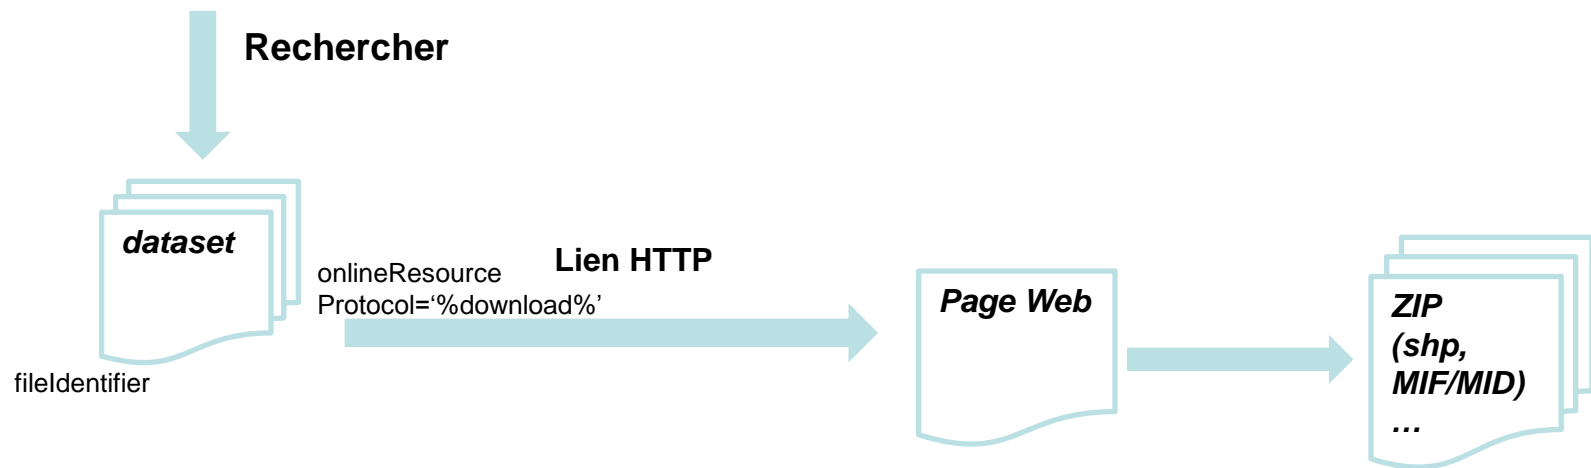 Rechercher
dataset
onlineResource
Protocol=‘%download%’
Lien HTTP
fileIdentifier
Page Web
ZIP
(shp,
MIF/MID)
…